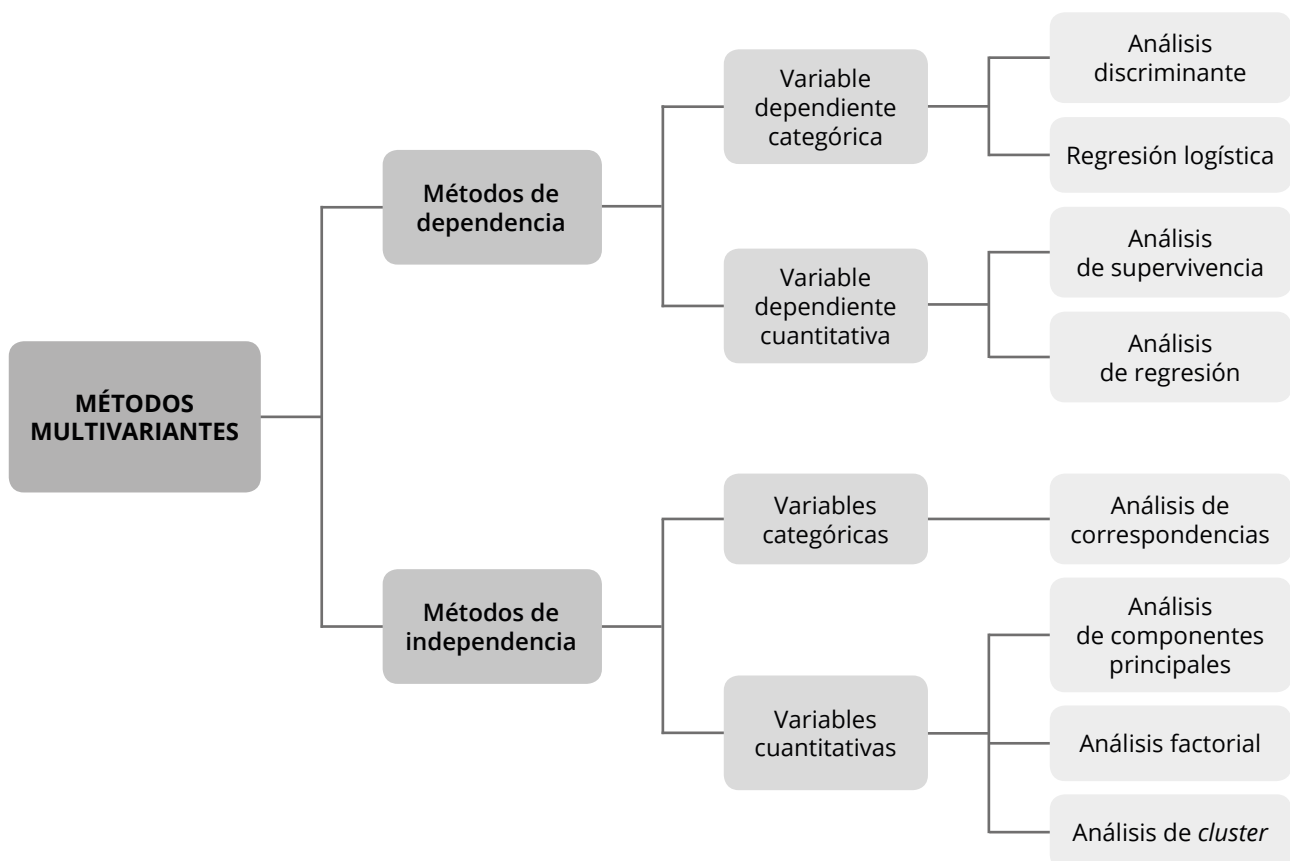 MÉTODOS
MULTIVARIANTES
Métodos de
dependencia
Variable
dependiente
categórica
Análisis
discriminante
Regresión logística
Variable
dependiente
cuantitativa
Análisis
de supervivencia
Análisis
de regresión
Métodos de
independencia
Variables
categóricas
Análisis de
correspondencias
Variables
cuantitativas
Análisis
de componentes
principales
Análisis factorial
Análisis de cluster